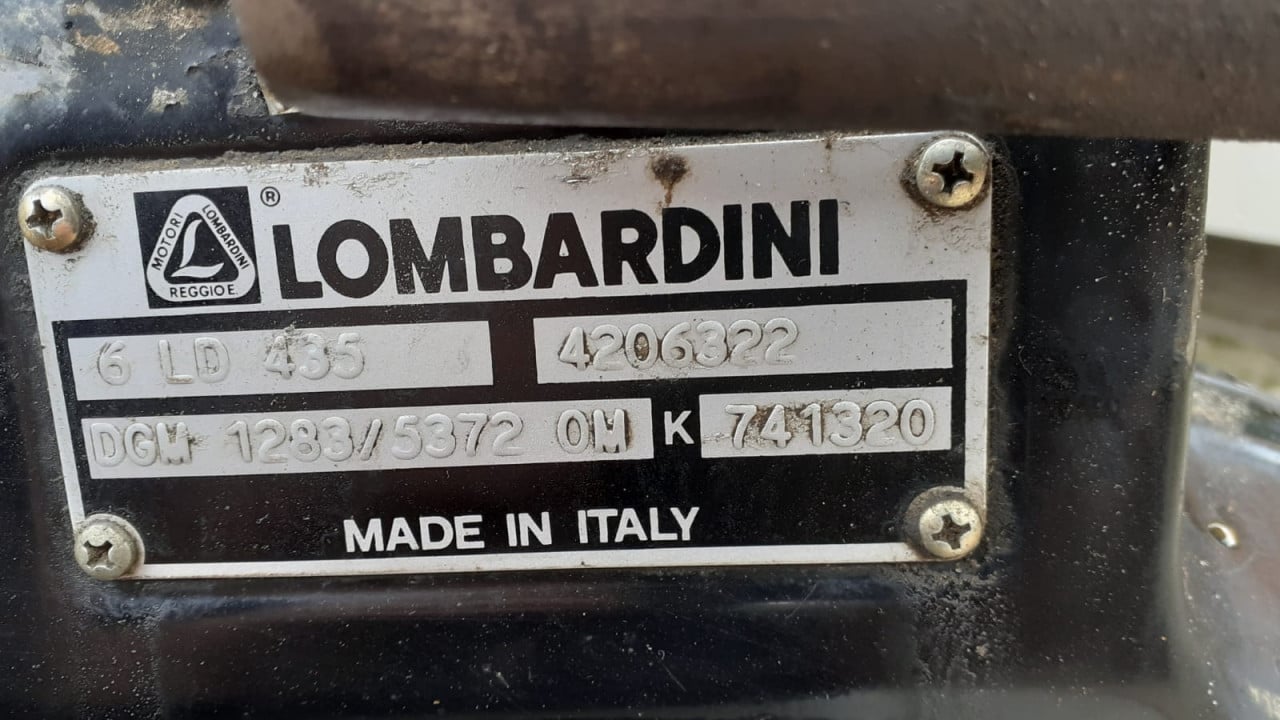 MOTORI LOMBARDINI
REGGIO E.
® LOMBARDINI
6 LD 435 4206322
DGM 1283/5372 OM K 741320
MADE IN ITALY